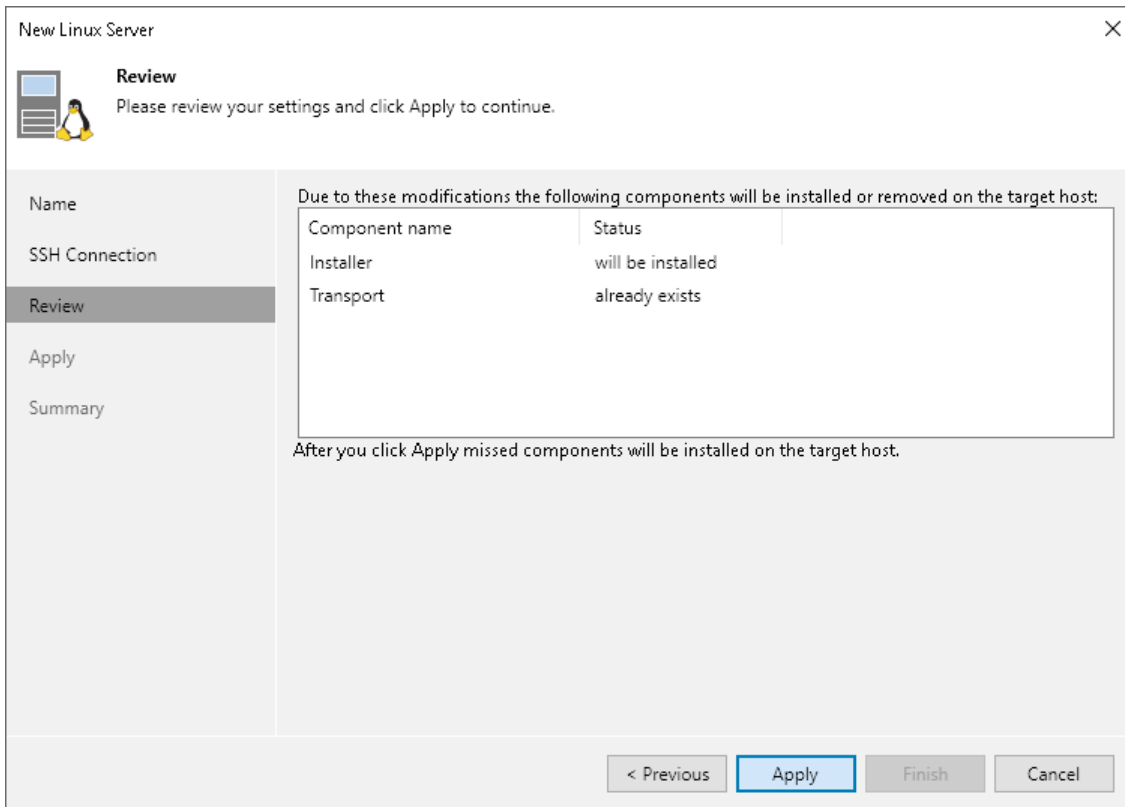 New Linux Server
Review
Please review your settings and click Apply to continue.
Name
SSH Connection
Review
Apply
Summary
Due to these modifications the following components will be installed or removed on the target host:
Component name Status
Installer will be installed
Transport already exists
After you click Apply missed components will be installed on the target host.
< Previous Apply Finish Cancel